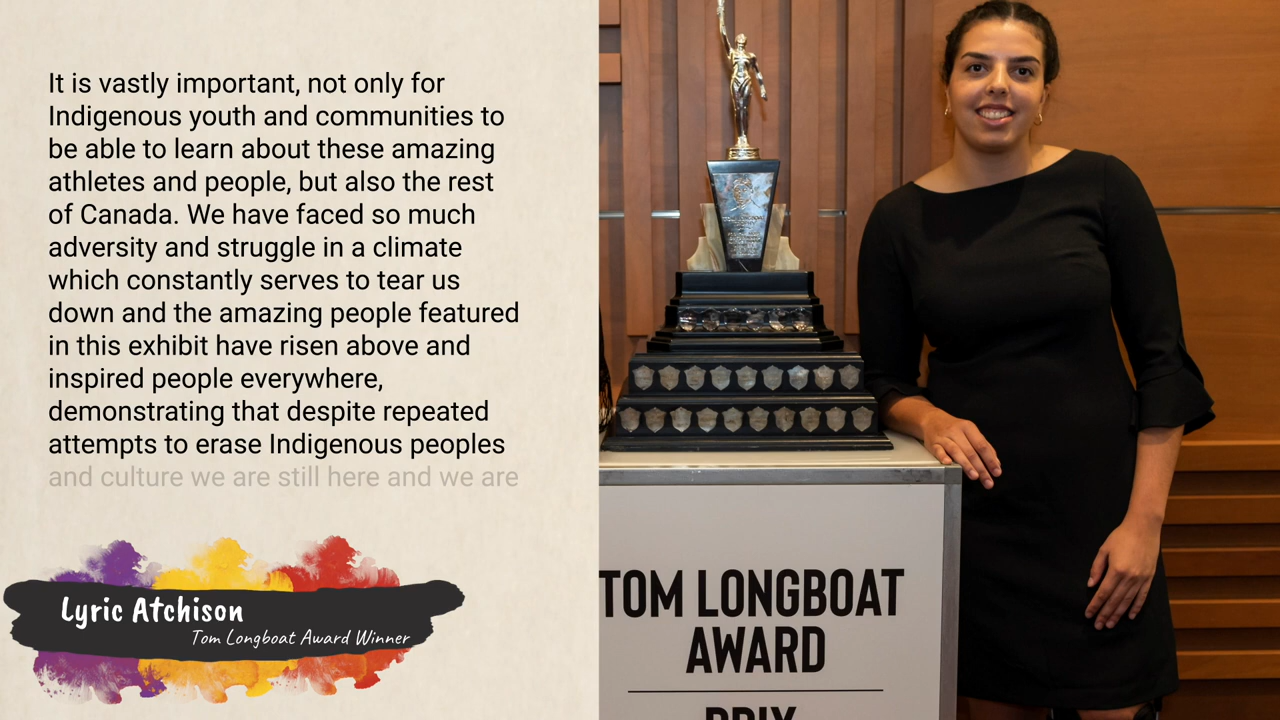 It is vastly important, not only for
Indigenous youth and communities to
be able to learn about these amazing
athletes and people, but also the rest
of Canada. We have faced so much
adversity and struggle in a climate
which constantly serves to tear us
down and the amazing people featured
in this exhibit have risen above and
inspired people everywhere,
demonstrating that despite repeated
attempts to erase Indigenous peoples
and culture we are still here and we are
Lyric Atchison
Tom Longboat Award Winner
TOM LONGBOAT
TOM LONGBOAT
AWARD
PRIX